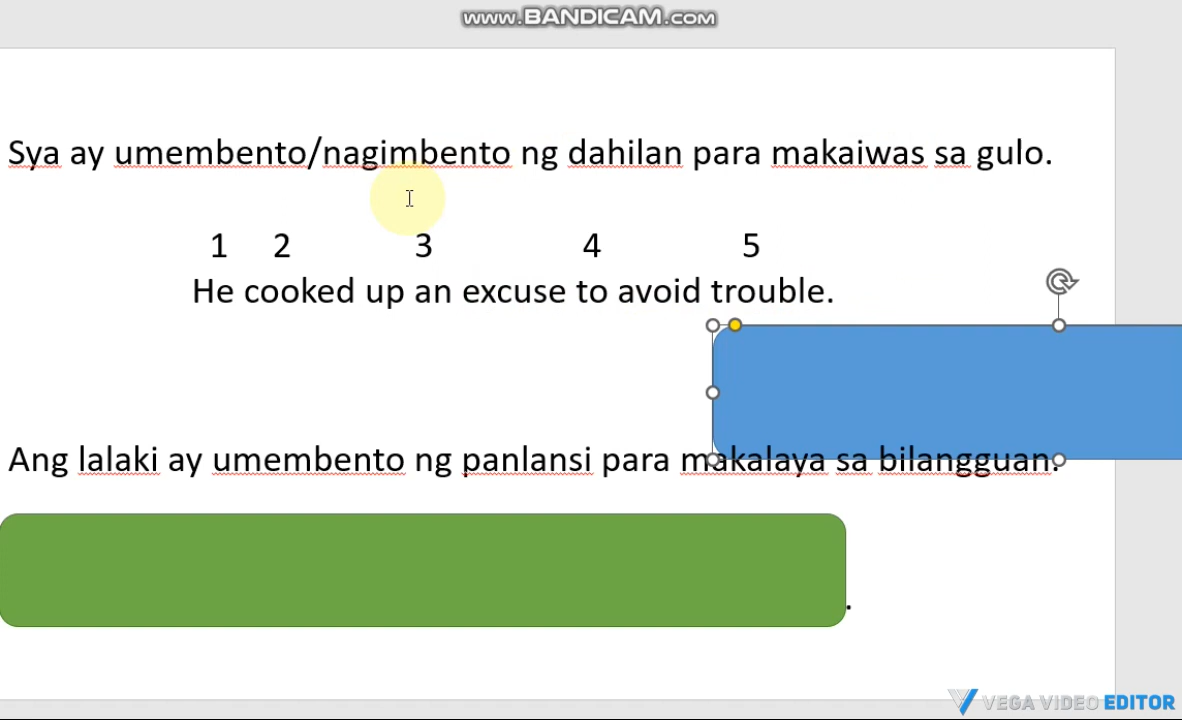 www.BANDICAM.com
Sya ay umembento/nagimbento ng dahilan para makaiwas sa gulo.
1 2 3 4 5
He cooked up an excuse to avoid trouble.
Ang lalaki ay umembento ng panlansi para makalaya sa bilangguan.
.
VEGA VIDEO EDITOR